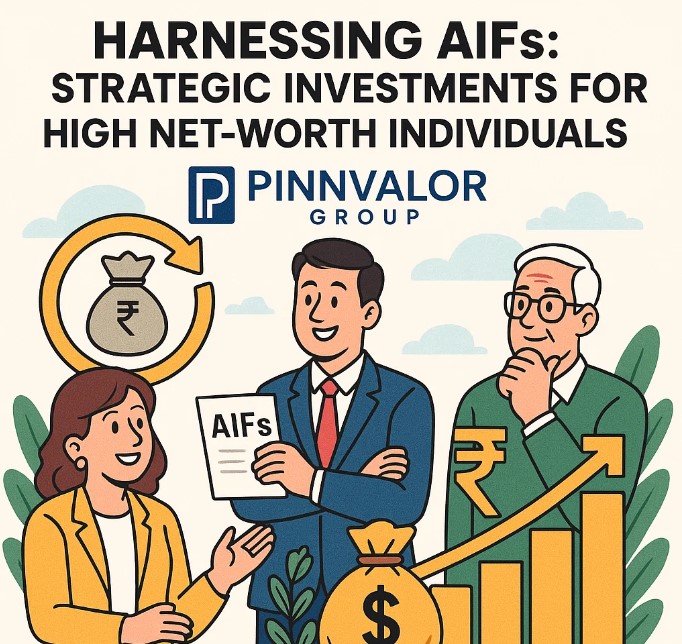 HARNESSING AIFs:
STRATEGIC INVESTMENTS FOR
HIGH NET-WORTH INDIVIDUALS
PINNVALOR
GROUP
₹
AIFs
₹
$